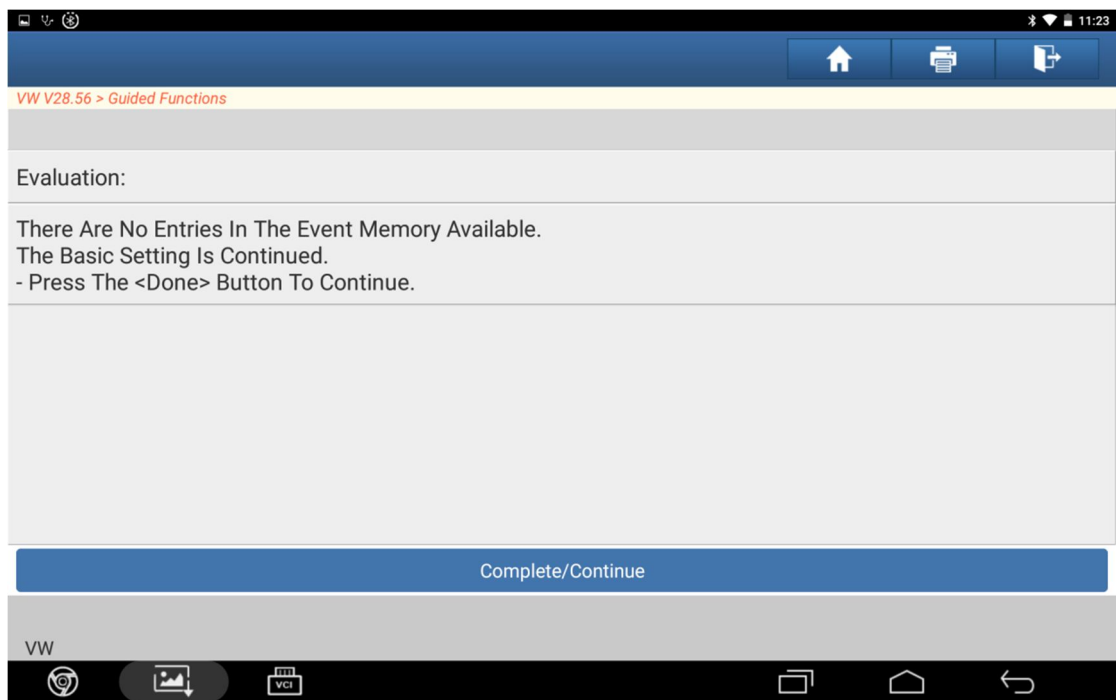 11:23
VW V28.56 > Guided Functions
Evaluation:
There Are No Entries In The Event Memory Available.
The Basic Setting Is Continued.
- Press The <Done> Button To Continue.
Complete/Continue
VW
VCI